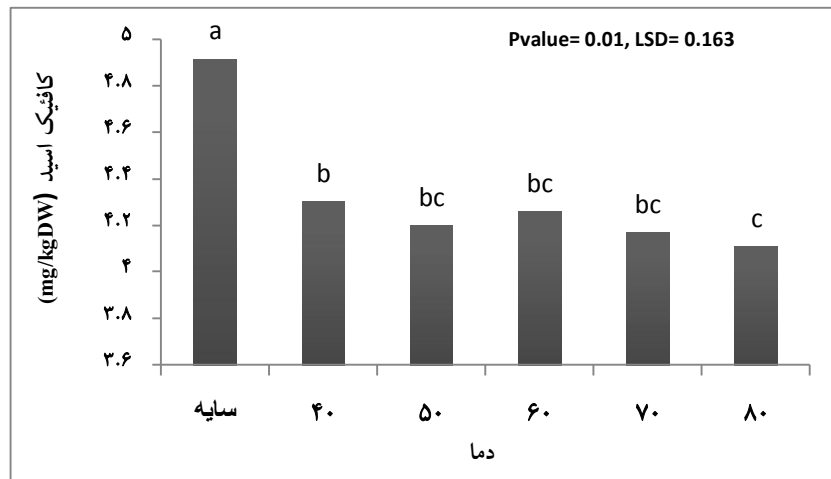 Pvalue= 0.01, LSD= 0.163
کافئیک اسید (mg/kgDW)
۵
۴.۸
۴.۶
۴.۴
۴.۲
۴
۳.۸
۳.۶
a
b
bc
bc
bc
c
سایه ۴۰ ۵۰ ۶۰ ۷۰ ۸۰
دما